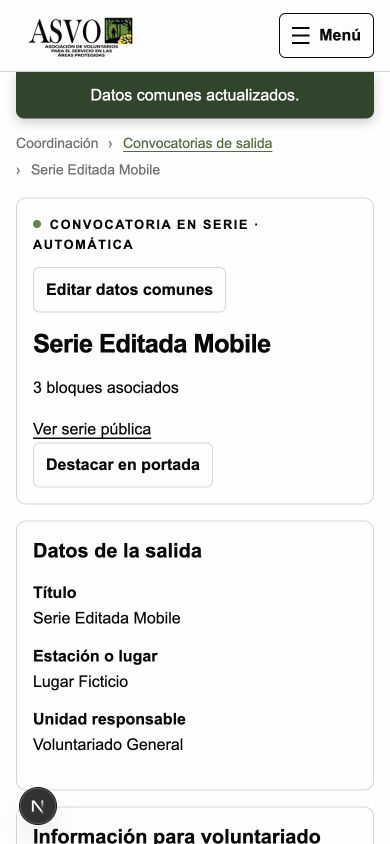 ASVO
ASOCIACIÓN DE VOLUNTARIOS
PARA EL SERVICIO EN LAS
ÁREAS PROTEGIDAS
Menú
Datos comunes actualizados.
Coordinación › Convocatorias de salida
› Serie Editada Mobile
CONVOCATORIA EN SERIE ·
AUTOMÁTICA
Editar datos comunes
Serie Editada Mobile
3 bloques asociados
Ver serie pública
Destacar en portada
Datos de la salida
Título
Serie Editada Mobile
Estación o lugar
Lugar Ficticio
Unidad responsable
Voluntariado General
N
Información para voluntariado